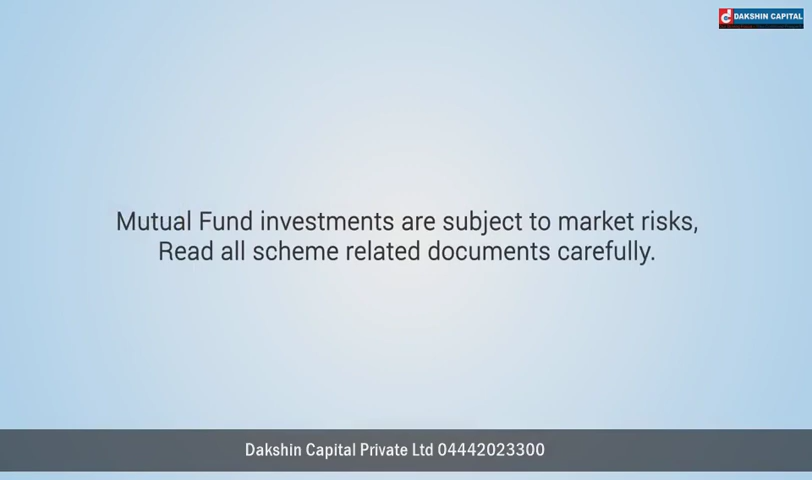 DAKSHIN CAPITAL
Mutual Fund investments are subject to market risks,
Read all scheme related documents carefully.
Dakshin Capital Private Ltd 04442023300